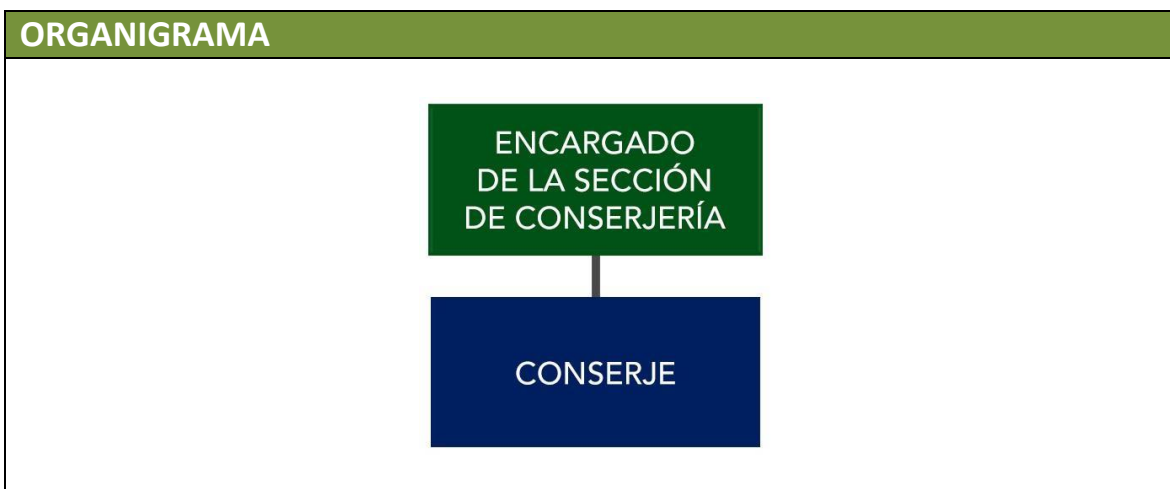 ORGANIGRAMA
ENCARGADO
DE LA SECCIÓN
DE CONSERJERÍA
CONSERJE